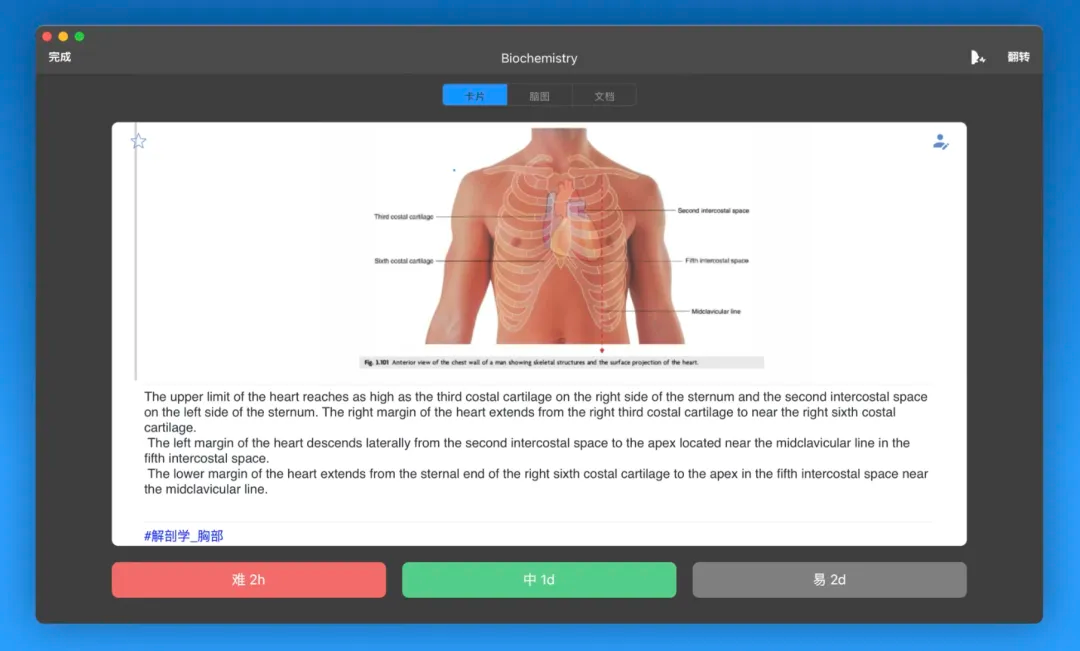 完成
Biochemistry
翻转
卡片
脑图
文档
Third costal cartilage
Second intercostal space
Sixth costal cartilage
Fifth intercostal space
Midclavicular line
Fig. 3.101 Anterior view of the chest wall of a man showing skeletal structures and the surface projection of the heart.
The upper limit of the heart reaches as high as the third costal cartilage on the right side of the sternum and the second intercostal space
on the left side of the sternum. The right margin of the heart extends from the right third costal cartilage to near the right sixth costal
cartilage.
The left margin of the heart descends laterally from the second intercostal space to the apex located near the midclavicular line in the
fifth intercostal space.
The lower margin of the heart extends from the sternal end of the right sixth costal cartilage to the apex in the fifth intercostal space near
the midclavicular line.
#解剖学_胸部
难 2h
中 1d
易 2d